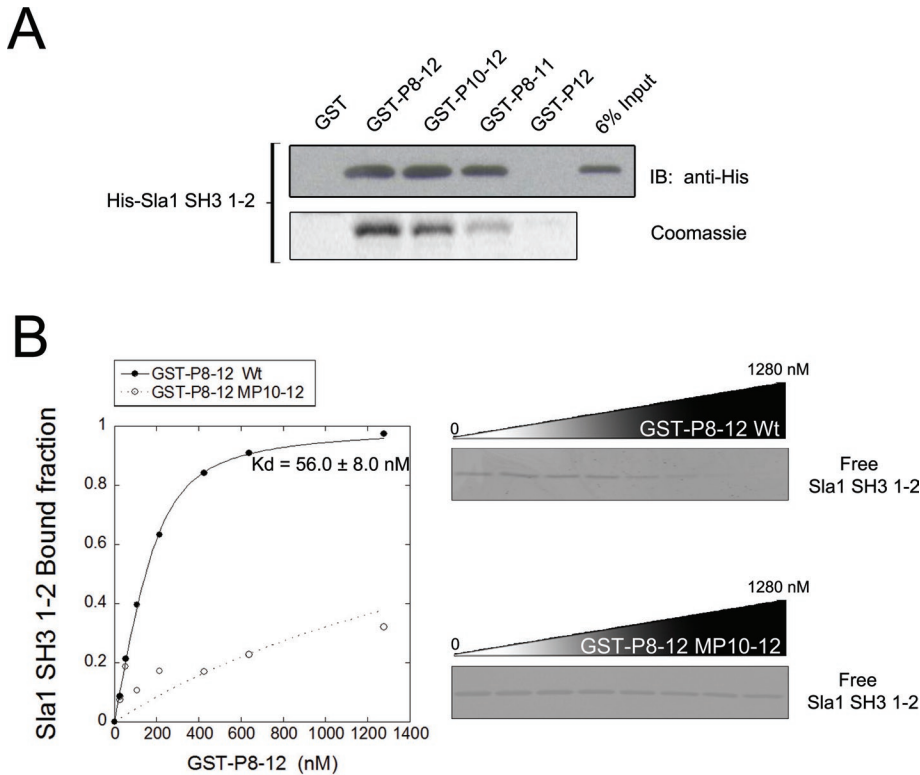 A
GST
GST-P8-12
GST-P10-12
GST-P8-11
GST-P12
6% Input
His-Sla1 SH3 1-2
IB: anti-His
Coomassie
B
GST-P8-12 Wt
GST-P8-12 MP10-12
Sla1 SH3 1-2 Bound fraction
1
0.8
0.6
0.4
0.2
0
Kd = 56.0 ± 8.0 nM
0 200 400 600 800 1000 1200 1400
GST-P8-12 (nM)
1280 nM
0
GST-P8-12 Wt
Free
Sla1 SH3 1-2
1280 nM
0
GST-P8-12 MP10-12
Free
Sla1 SH3 1-2